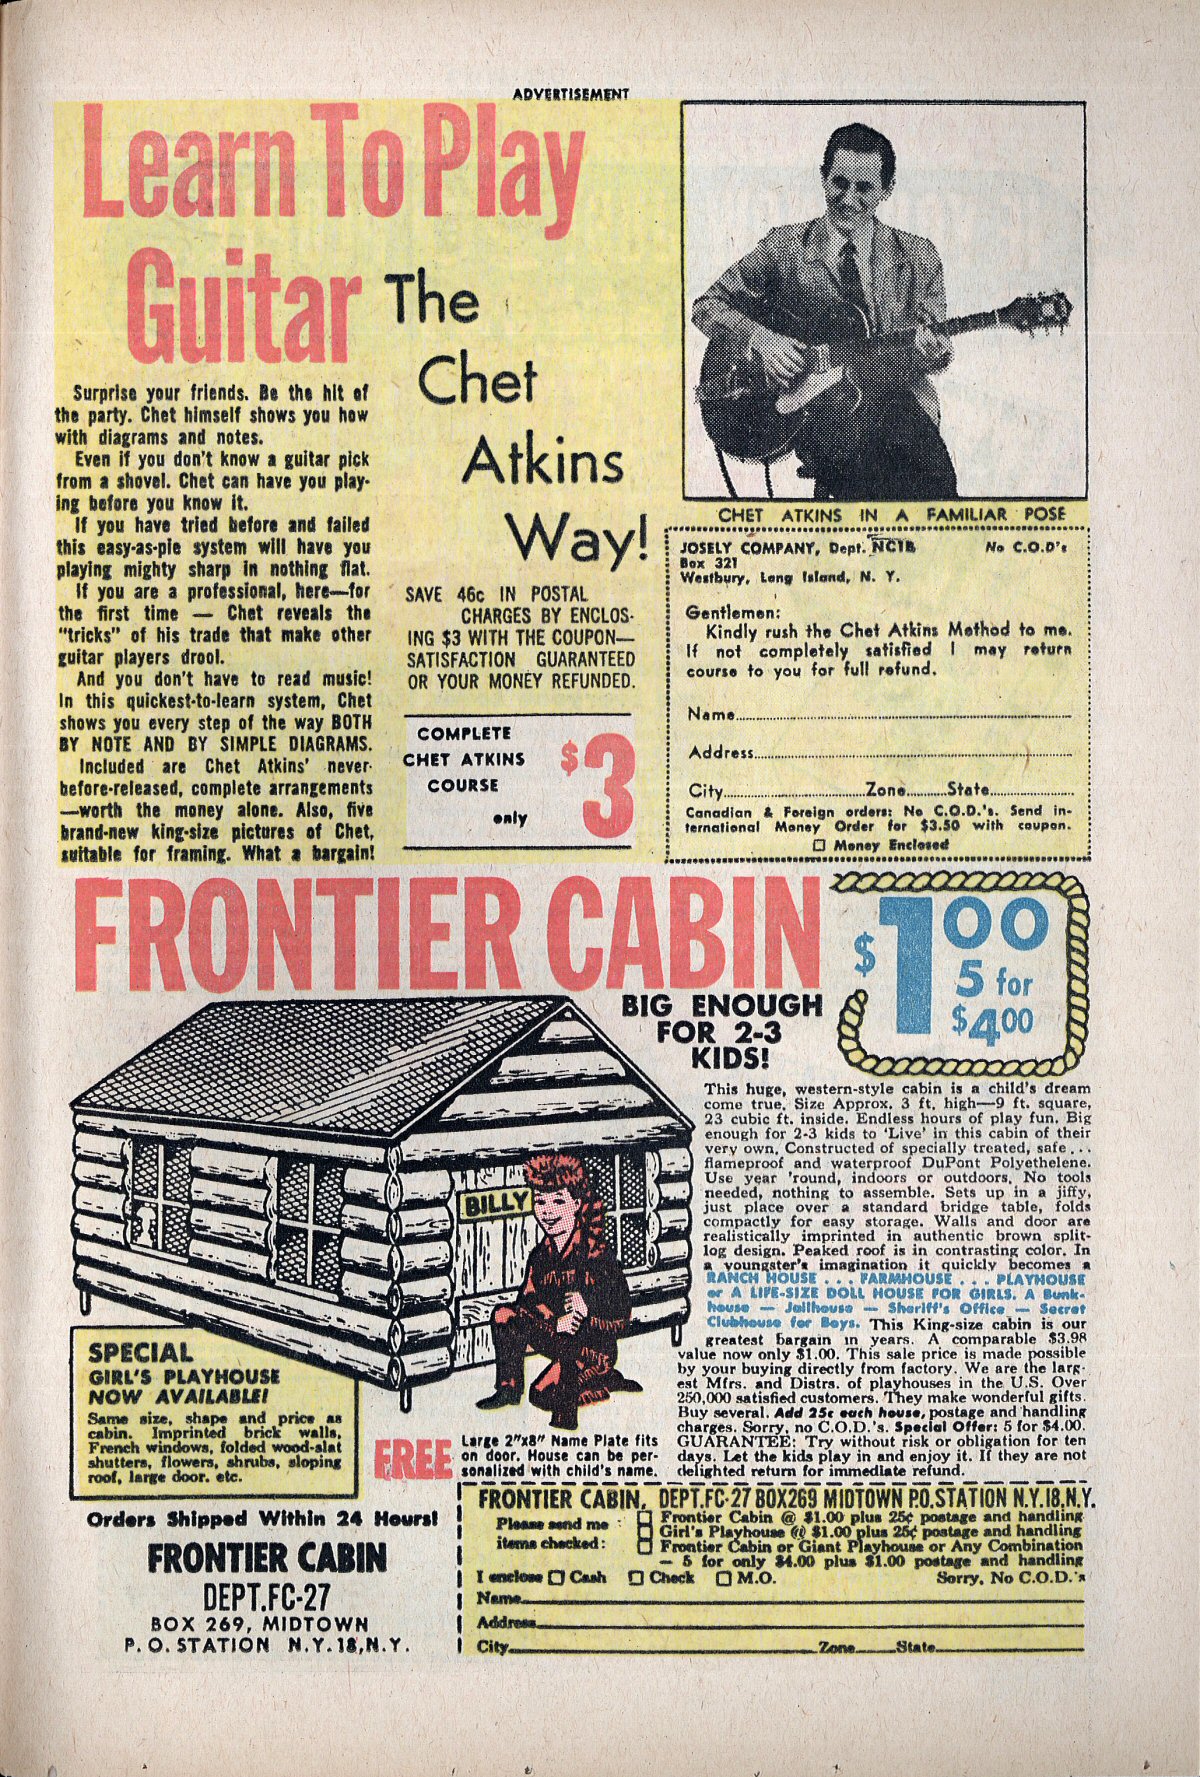 ADVERTISEMENT
Learn To Play
Guitar
The
Chet
Atkins
Way!
Surprise your friends. Be the hit of
the party. Chet himself shows you how
with diagrams and notes.
Even if you don't know a guitar pick
from a shovel. Chet can have you play-
ing before you know it.
If you have tried before and failed
this easy-as-pie system will have you
playing mighty sharp in nothing flat.
If you are a professional, here—for
the first time — Chet reveals the
"tricks" of his trade that make other
guitar players drool.
And you don't have to read music!
In this quickest-to-learn system, Chet
shows you every step of the way BOTH
BY NOTE AND BY SIMPLE DIAGRAMS.
Included are Chet Atkins' never-
before-released, complete arrangements
—worth the money alone. Also, five
brand-new king-size pictures of Chet,
suitable for framing. What a bargain!
SAVE 46c IN POSTAL
CHARGES BY ENCLOS-
ING $3 WITH THE COUPON—
SATISFACTION GUARANTEED
OR YOUR MONEY REFUNDED.
COMPLETE
CHET ATKINS
COURSE
only
$3
CHET ATKINS IN A FAMILIAR POSE
JOSELY COMPANY, Dept. NC1B No C.O.D's
Box 321
Westbury, Long Island, N. Y.
Gentlemen:
Kindly rush the Chet Atkins Method to me.
If not completely satisfied I may return
course to you for full refund.
Name
Address
City Zone State
Canadian & Foreign orders: No C.O.D.'s. Send in-
ternational Money Order for $3.50 with coupon.
Money Enclosed
FRONTIER CABIN
$1.00
5 for
$4.00
BIG ENOUGH
FOR 2-3
KIDS!
BILLY
This huge, western-style cabin is a child's dream
come true. Size Approx. 3 ft. high—9 ft. square,
23 cubic ft. inside. Endless hours of play fun. Big
enough for 2-3 kids to 'Live' in this cabin of their
very own. Constructed of specially treated, safe . . .
flameproof and waterproof DuPont Polyethelene.
Use year 'round, indoors or outdoors. No tools
needed, nothing to assemble. Sets up in a jiffy,
just place over a standard bridge table, folds
compactly for easy storage. Walls and door are
realistically imprinted in authentic brown split-
log design. Peaked roof is in contrasting color. In
a youngster's imagination it quickly becomes a
RANCH HOUSE . . . FARMHOUSE . . . PLAYHOUSE
or A LIFE-SIZE DOLL HOUSE FOR GIRLS. A Bunk-
house — Jailhouse — Sheriff's Office — Secret
Clubhouse for Boys. This King-size cabin is our
greatest bargain in years. A comparable $3.98
value now only $1.00. This sale price is made possible
by your buying directly from factory. We are the larg-
est Mfrs. and Distrs. of playhouses in the U.S. Over
250,000 satisfied customers. They make wonderful gifts.
Buy several. Add 25c each house, postage and handling
charges. Sorry, no C.O.D.'s. Special Offer: 5 for $4.00.
GUARANTEE: Try without risk or obligation for ten
days. Let the kids play in and enjoy it. If they are not
delighted return for immediate refund.
SPECIAL
GIRL'S PLAYHOUSE
NOW AVAILABLE!
Same size, shape and price as
cabin. Imprinted brick walls,
French windows, folded wood-slat
shutters, flowers, shrubs, sloping
roof, large door. etc.
FREE
Large 2"x8" Name Plate fits
on door. House can be per-
sonalized with child's name.
Orders Shipped Within 24 Hours!
FRONTIER CABIN
DEPT.FC-27
BOX 269, MIDTOWN
P.O. STATION N.Y.18,N.Y.
FRONTIER CABIN, DEPT.FC-27 BOX269 MIDTOWN P.O.STATION N.Y.18,N.Y.
Please send me
items checked:
Frontier Cabin @ $1.00 plus 25¢ postage and handling
Girl's Playhouse @ $1.00 plus 25¢ postage and handling
Frontier Cabin or Giant Playhouse or Any Combination
— 5 for only $4.00 plus $1.00 postage and handling
I enclose Cash Check M.O. Sorry, No C.O.D.'s
Name
Address
City Zone State